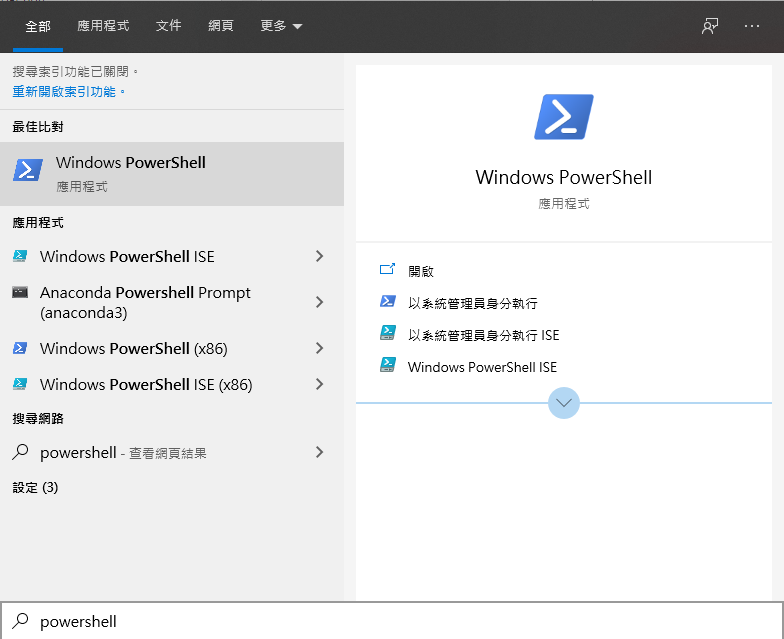 全部 應用程式 文件 網頁 更多
搜尋索引功能已關閉。
重新開啟索引功能。
最佳比對
Windows PowerShell
應用程式
應用程式
Windows PowerShell ISE
Anaconda Powershell Prompt
(anaconda3)
Windows PowerShell (x86)
Windows PowerShell ISE (x86)
搜尋網路
powershell - 查看網頁結果
設定 (3)
Windows PowerShell
應用程式
開啟
以系統管理員身分執行
以系統管理員身分執行 ISE
Windows PowerShell ISE
powershell